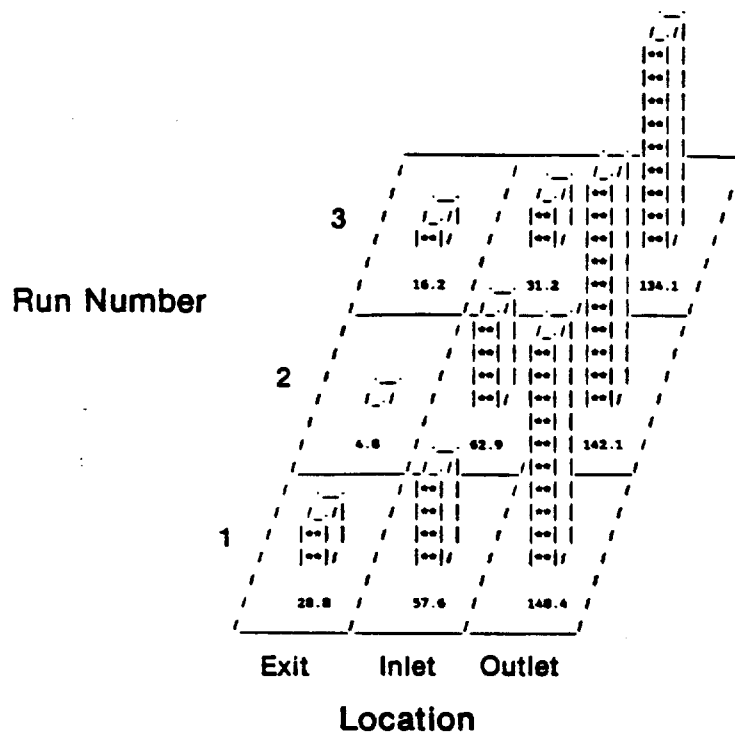 3
16.2 31.2 134.1
Run Number
2
4.8 62.9 142.1
1
28.8 57.6 148.4
Exit Inlet Outlet
Location